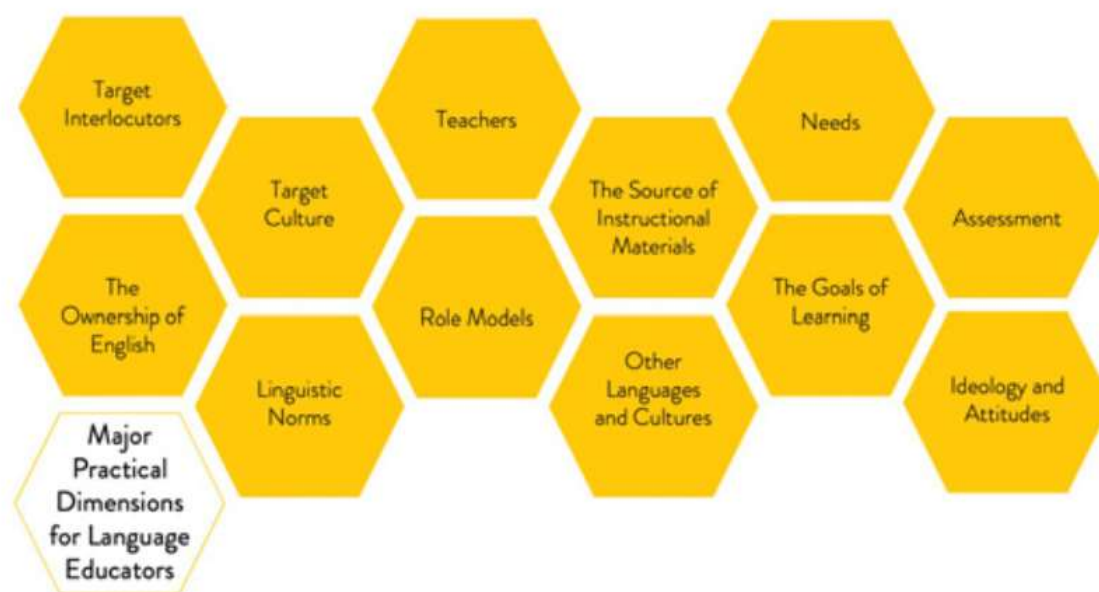 Target
Interlocutors
Teachers
Needs
Target
Culture
The Source of
Instructional
Materials
Assessment
The
Ownership of
English
Role Models
The Goals of
Learning
Linguistic
Norms
Other
Languages
and Cultures
Ideology and
Attitudes
Major
Practical
Dimensions
for Language
Educators